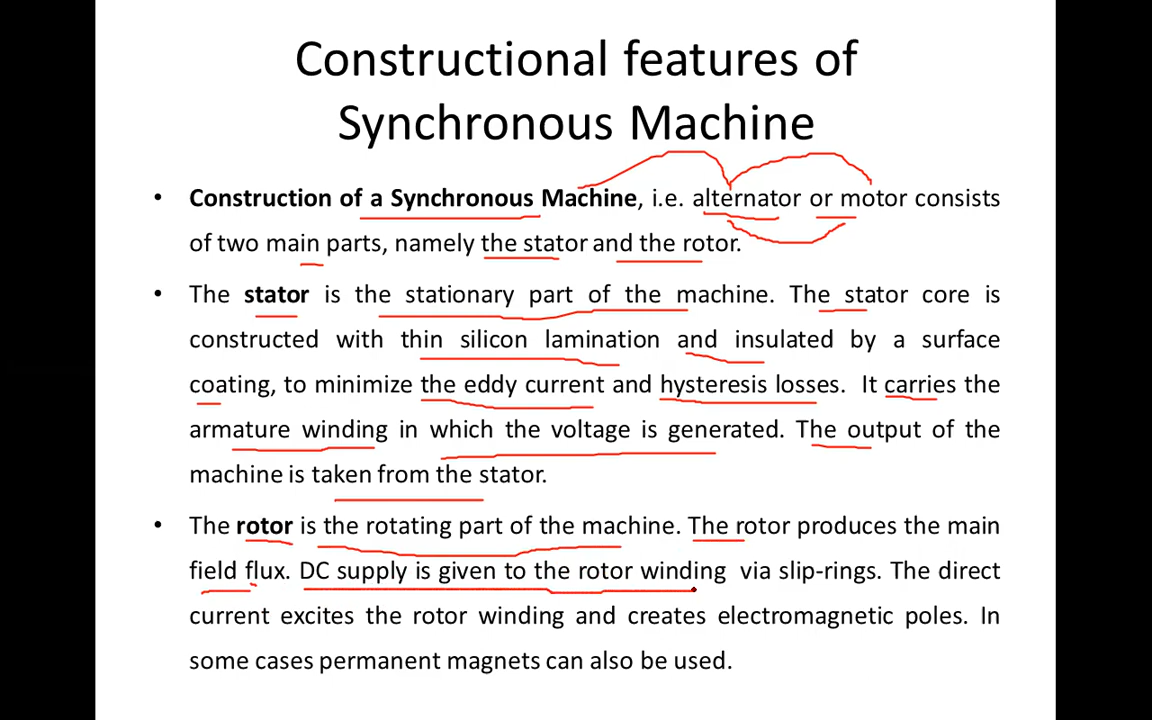 Constructional features of
Synchronous Machine
• Construction of a Synchronous Machine, i.e. alternator or motor consists
of two main parts, namely the stator and the rotor.
• The stator is the stationary part of the machine. The stator core is
constructed with thin silicon lamination and insulated by a surface
coating, to minimize the eddy current and hysteresis losses. It carries the
armature winding in which the voltage is generated. The output of the
machine is taken from the stator.
• The rotor is the rotating part of the machine. The rotor produces the main
field flux. DC supply is given to the rotor winding via slip-rings. The direct
current excites the rotor winding and creates electromagnetic poles. In
some cases permanent magnets can also be used.